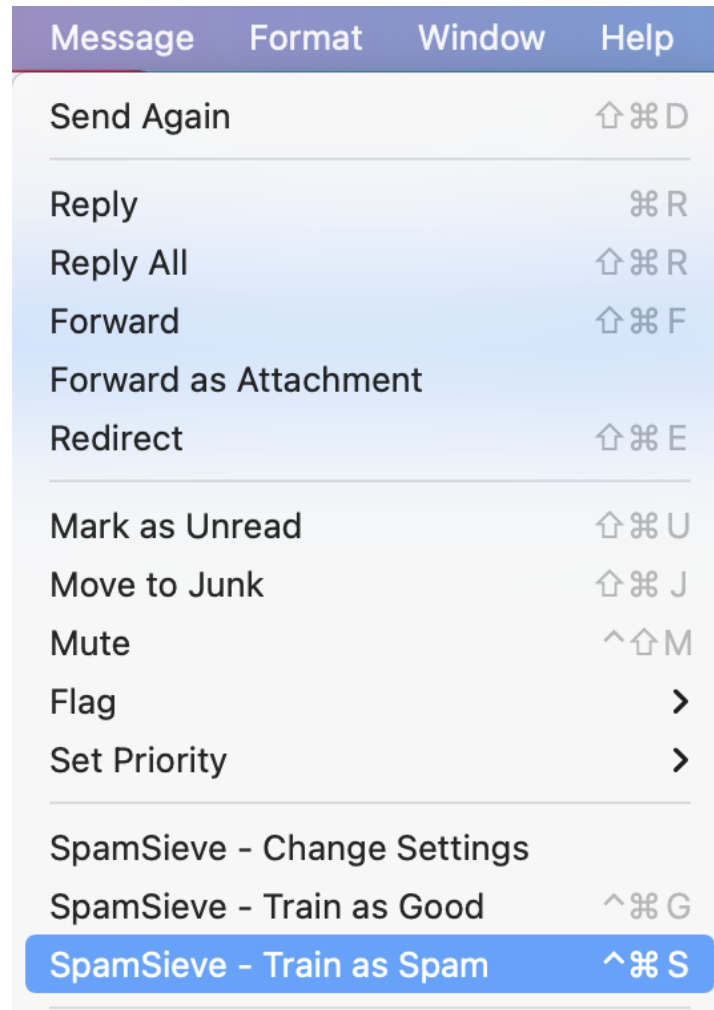 Message Format Window Help
Send Again ⇧⌘D
Reply ⌘R
Reply All ⇧⌘R
Forward ⇧⌘F
Forward as Attachment
Redirect ⇧⌘E
Mark as Unread ⇧⌘U
Move to Junk ⇧⌘J
Mute ^⇧M
Flag >
Set Priority >
SpamSieve - Change Settings
SpamSieve - Train as Good ^⌘G
SpamSieve - Train as Spam ^⌘S